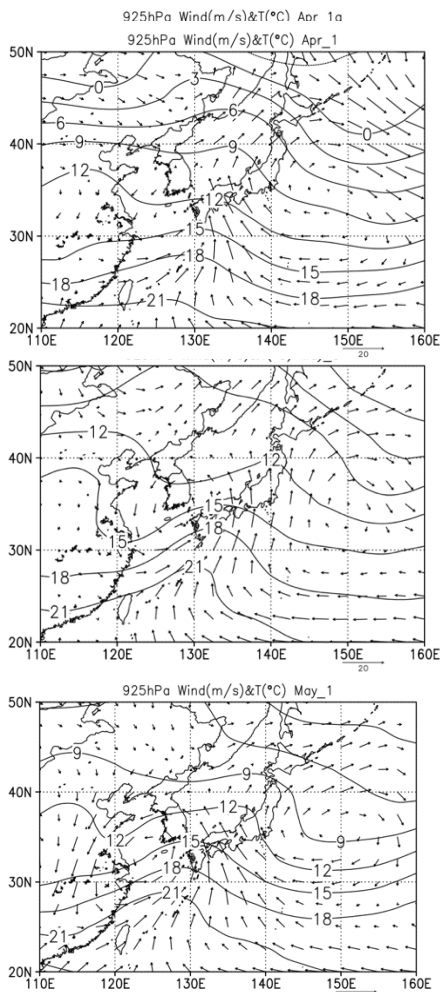 925hPa Wind(m/s)&T(°C) Apr_1a
925hPa Wind(m/s)&T(°C) Apr_1
50N
40N
30N
20N
0
3
6
9
12
15
18
21
6
9
12
15
18
0
110E 120E 130E 140E 150E 160E
20
50N
40N
30N
20N
12
15
18
21
12
15
18
21
110E 120E 130E 140E 150E 160E
20
925hPa Wind(m/s)&T(°C) May_1
50N
40N
30N
20N
9
12
15
18
21
21
9
12
9
12
15
18
110E 120E 130E 140E 150E 160E